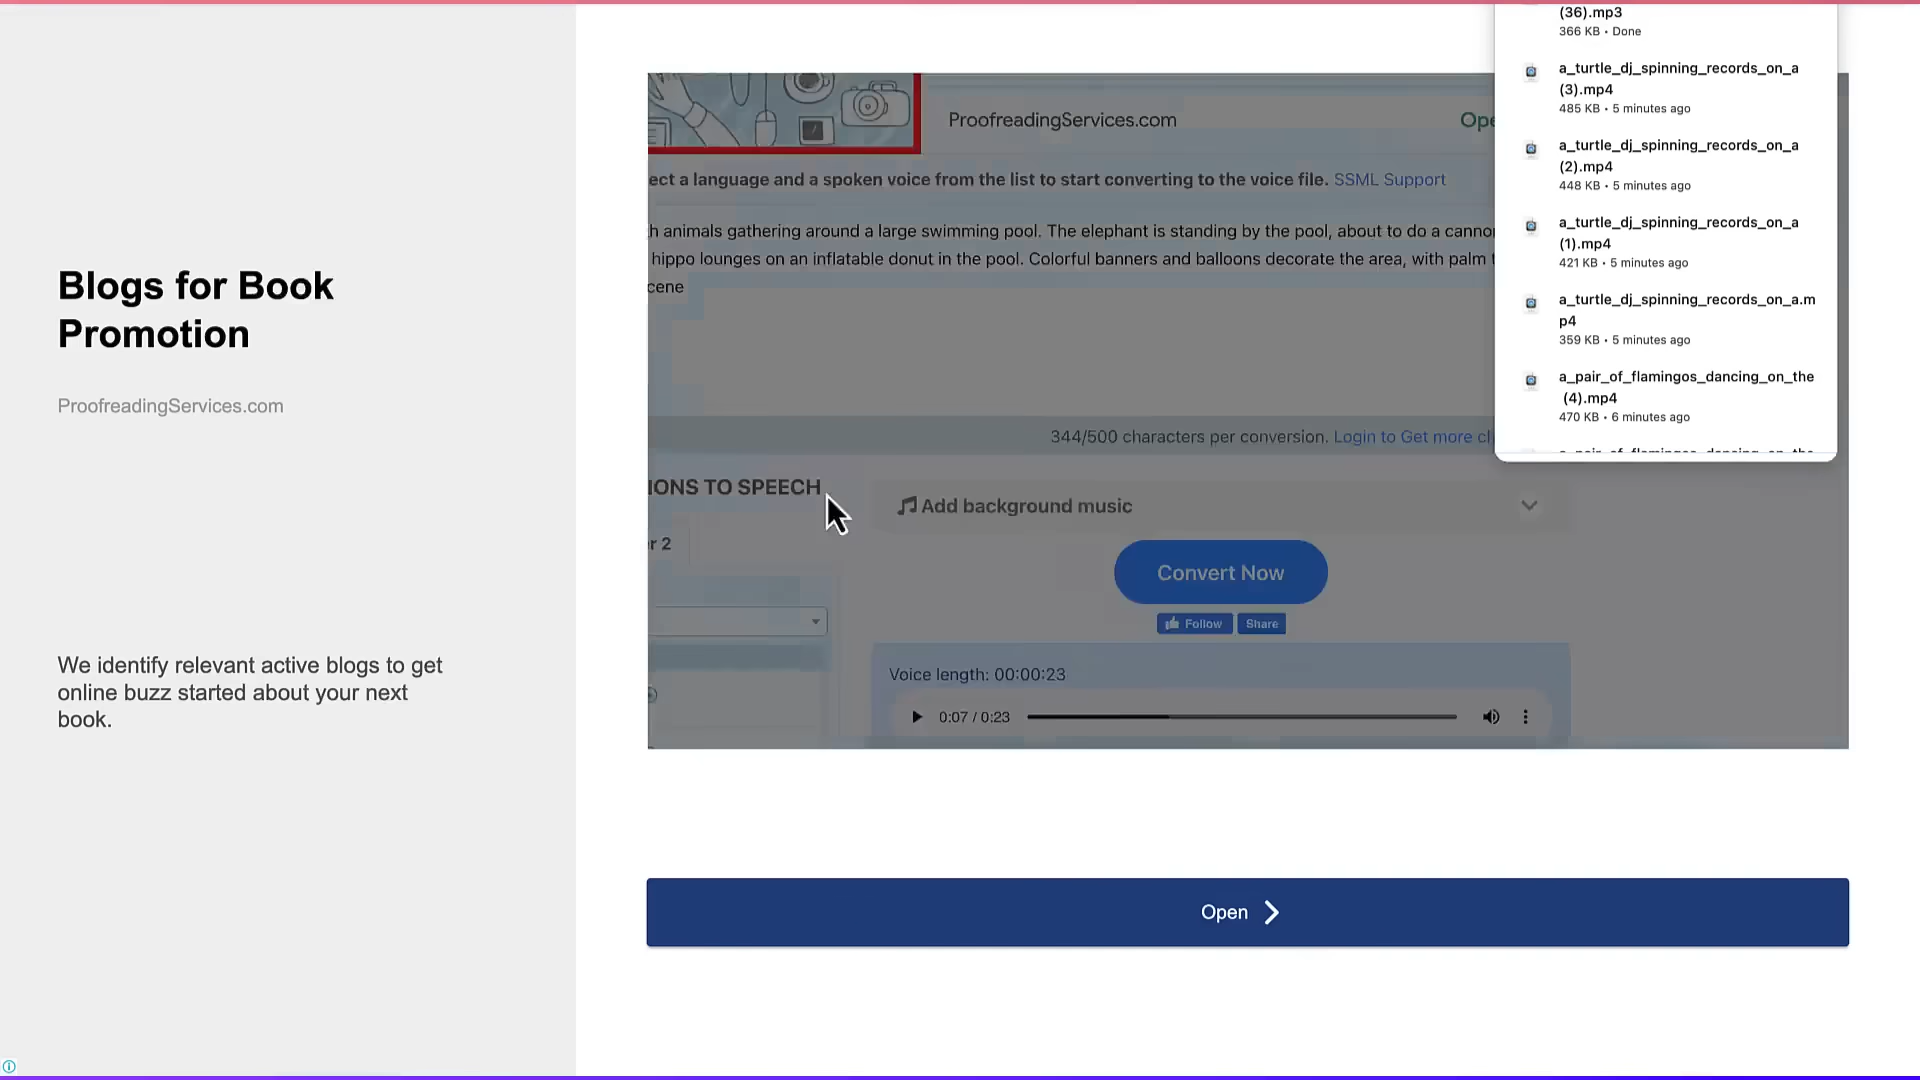 Blogs for Book
Promotion
ProofreadingServices.com
We identify relevant active blogs to get
online buzz started about your next
book.
ProofreadingServices.com
Ope
ect a language and a spoken voice from the list to start converting to the voice file. SSML Support
h animals gathering around a large swimming pool. The elephant is standing by the pool, about to do a canno
hippo lounges on an inflatable donut in the pool. Colorful banners and balloons decorate the area, with palm t
cene
344/500 characters per conversion. Login to Get more ch
IONS TO SPEECH
Add background music
er 2
Convert Now
Follow
Share
Voice length: 00:00:23
0:07 / 0:23
(36).mp3
366 KB • Done
a_turtle_dj_spinning_records_on_a
(3).mp4
485 KB • 5 minutes ago
a_turtle_dj_spinning_records_on_a
(2).mp4
448 KB • 5 minutes ago
a_turtle_dj_spinning_records_on_a
(1).mp4
421 KB • 5 minutes ago
a_turtle_dj_spinning_records_on_a.m
p4
359 KB • 5 minutes ago
a_pair_of_flamingos_dancing_on_the
(4).mp4
470 KB • 6 minutes ago
Open